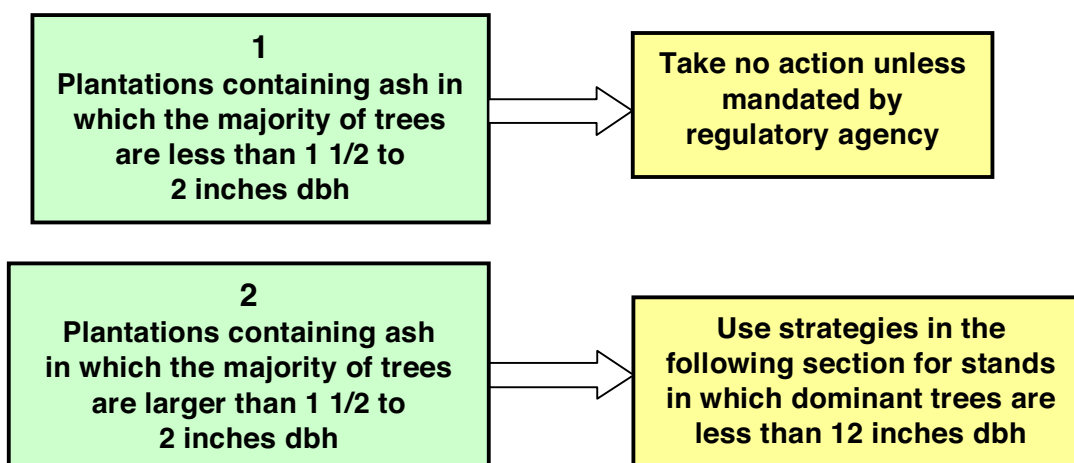 1
Plantations containing ash in
which the majority of trees
are less than 1 1/2 to
2 inches dbh
Take no action unless
mandated by
regulatory agency
2
Plantations containing ash
in which the majority of trees
are larger than 1 1/2 to
2 inches dbh
Use strategies in the
following section for stands
in which dominant trees are
less than 12 inches dbh